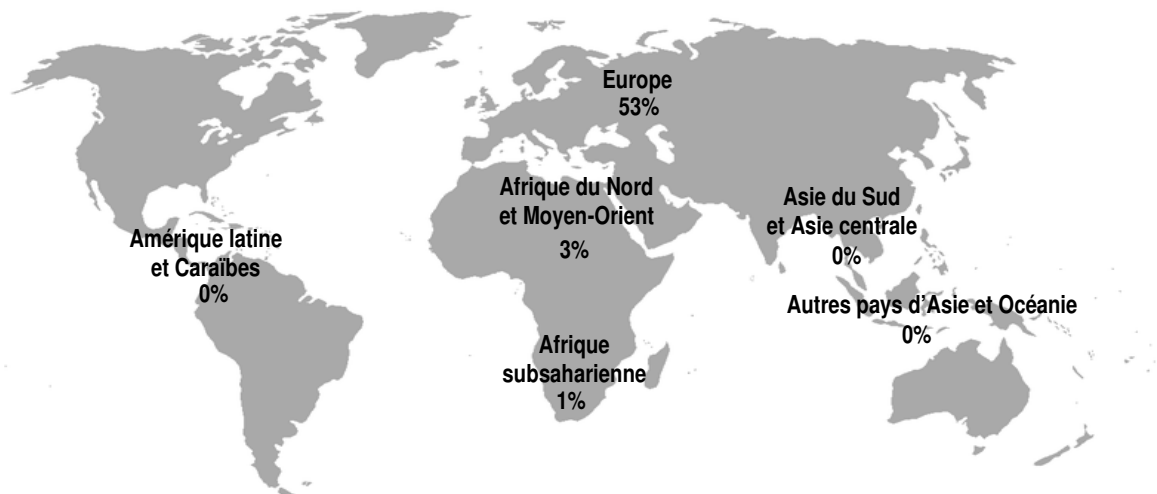 Europe
53%
Afrique du Nord
et Moyen-Orient
3%
Asie du Sud
et Asie centrale
0%
Amérique latine
et Caraïbes
0%
Autres pays d'Asie et Océanie
0%
Afrique
subsaharienne
1%